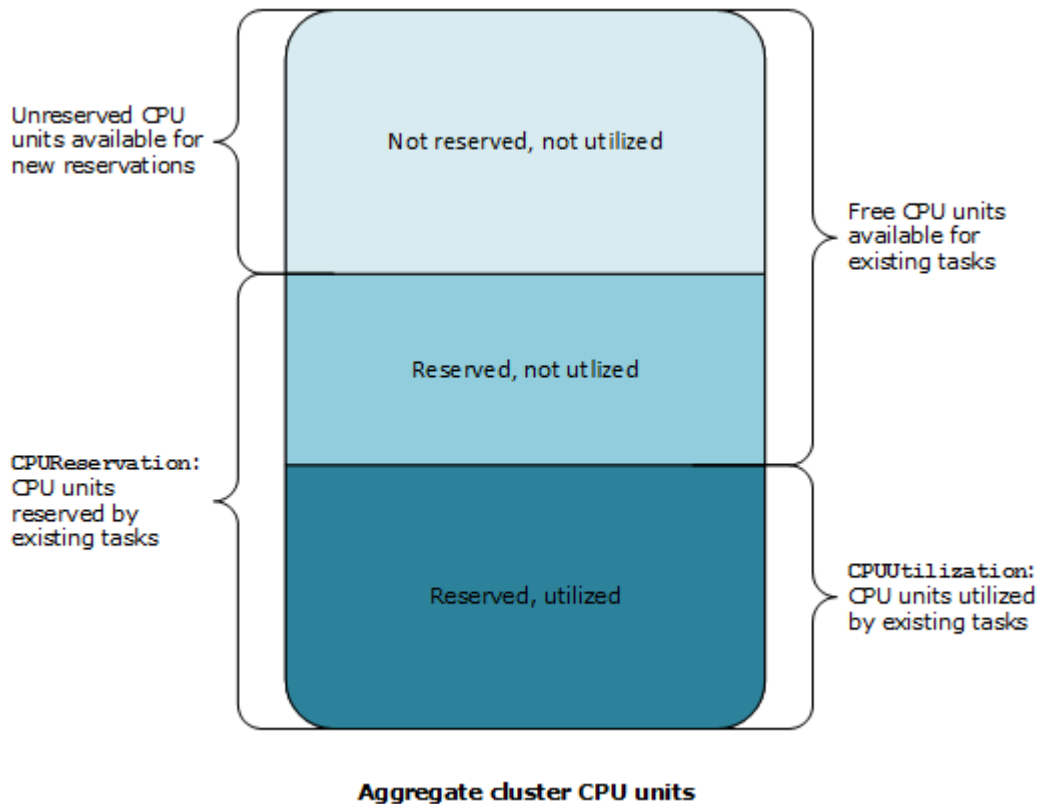 Unreserved CPU
units available for
new reservations
Not reserved, not utilized
Free CPU units
available for
existing tasks
Reserved, not utlized
CPUReservation:
CPU units
reserved by
existing tasks
Reserved, utilized
CPUUtilization:
CPU units utilized
by existing tasks
Aggregate cluster CPU units